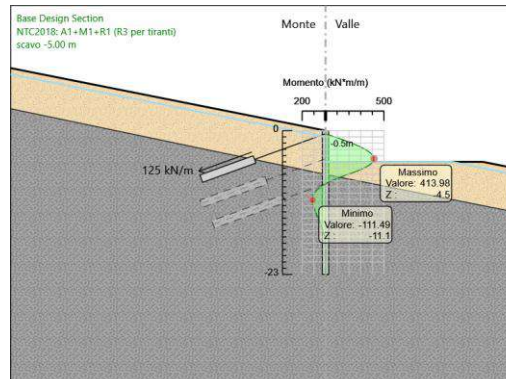 Base Design Section
NTC2018: A1+M1+R1 (R3 per tiranti)
scavo -5.00 m
Monte Valle
Momento (kN*m/m)
200 500
0
-0.5m
125 kN/m
Massimo
Valore: 413.98
Z : -4.5
Minimo
Valore: -111.49
Z : -11.1
-23